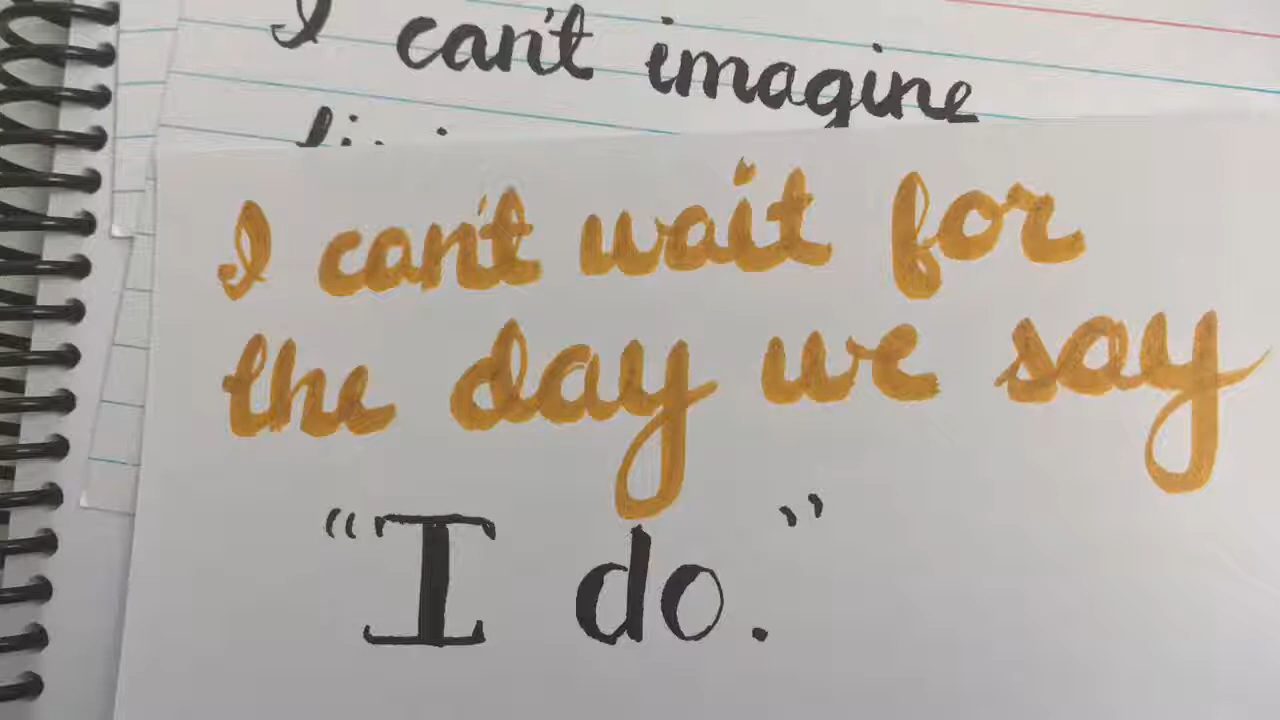 I can't imagine
I can't wait for
the day we say
“I do.”